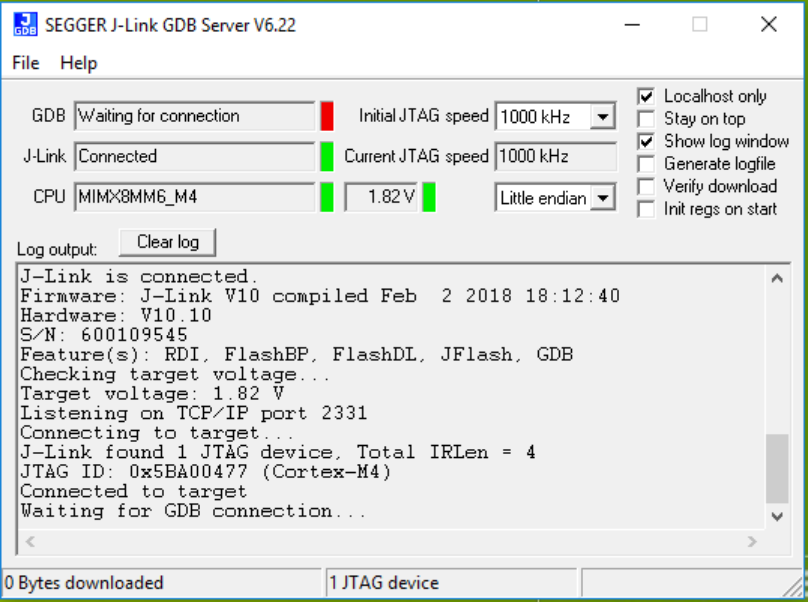 SEGGER J-Link GDB Server V6.22
File Help
GDB Waiting for connection Initial JTAG speed 1000 kHz
J-Link Connected Current JTAG speed 1000 kHz
CPU MIMX8MM6_M4 1.82 V Little endian
Localhost only
Stay on top
Show log window
Generate logfile
Verify download
Init regs on start
Log output: Clear log
J-Link is connected.
Firmware: J-Link V10 compiled Feb  2 2018 18:12:40
Hardware: V10.10
S/N: 600109545
Feature(s): RDI, FlashBP, FlashDL, JFlash, GDB
Checking target voltage...
Target voltage: 1.82 V
Listening on TCP/IP port 2331
Connecting to target...
J-Link found 1 JTAG device, Total IRLen = 4
JTAG ID: 0x5BA00477 (Cortex-M4)
Connected to target
Waiting for GDB connection...
0 Bytes downloaded 1 JTAG device